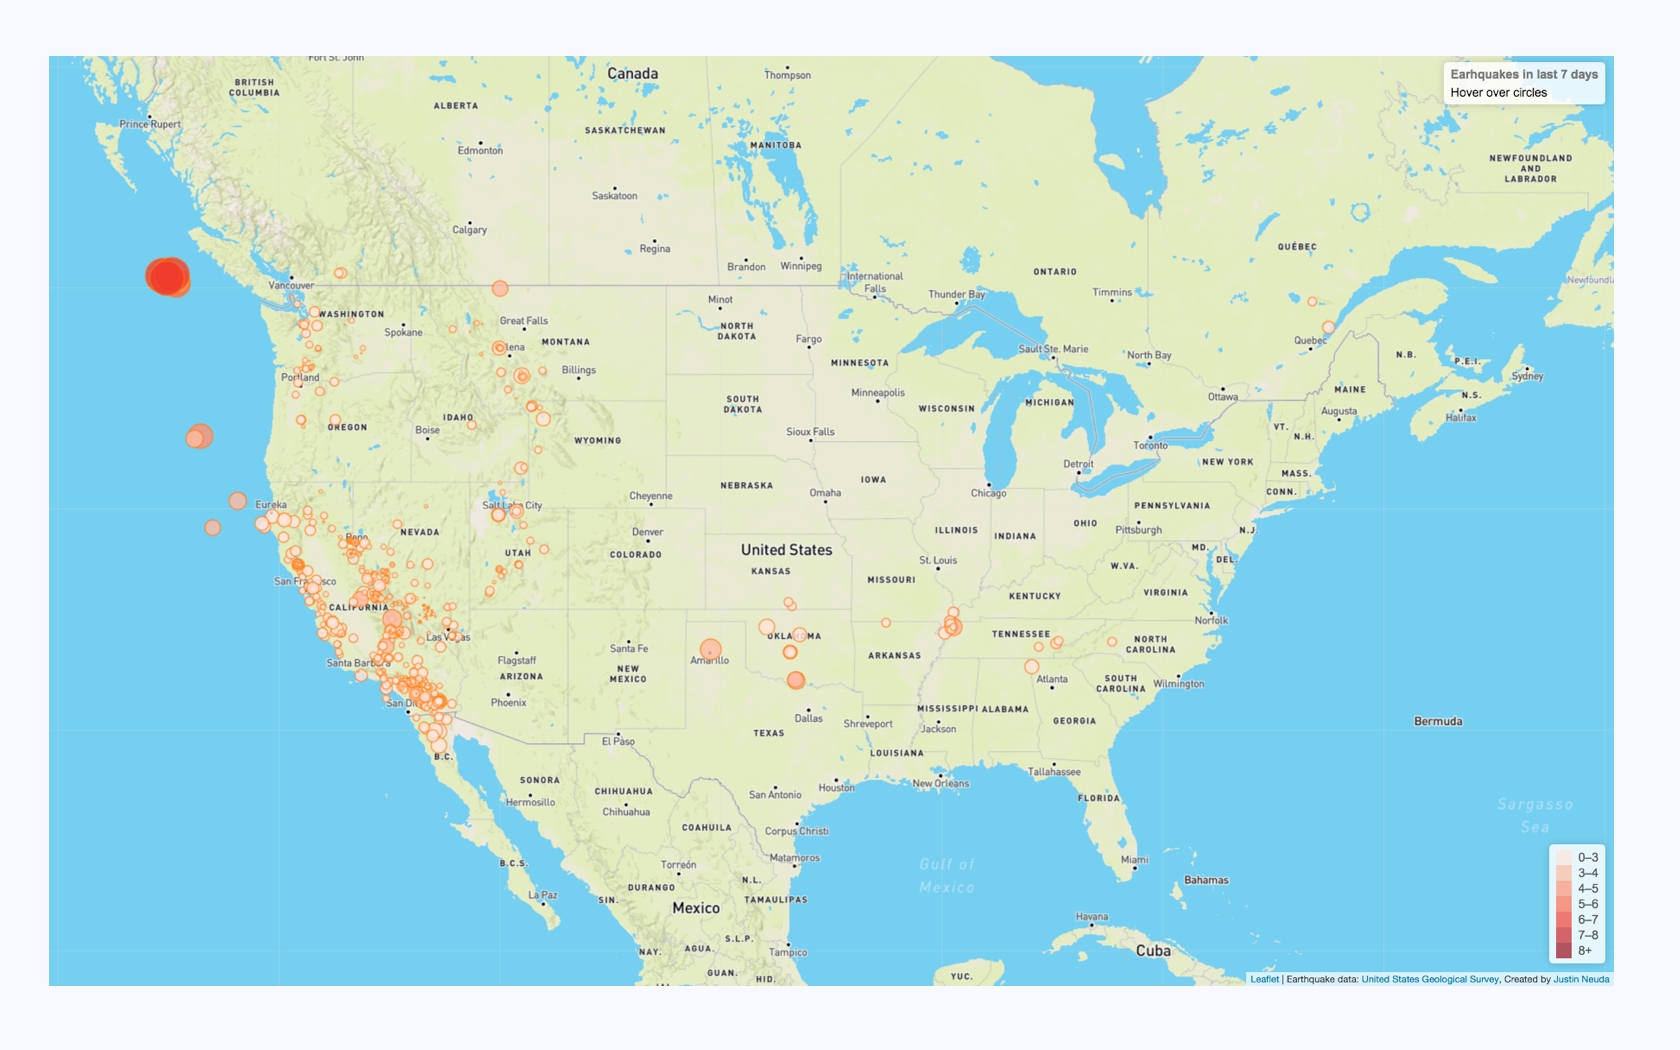 Fort St. John
Canada
Thompson
Earhquakes in last 7 days
Hover over circles
BRITISH
COLUMBIA
ALBERTA
Prince Rupert
SASKATCHEWAN
MANITOBA
Edmonton
NEWFOUNDLAND
AND
LABRADOR
Saskatoon
Calgary
Regina
QUÉBEC
Brandon
Winnipeg
ONTARIO
International
Falls
Vancouver
Thunder Bay
Timmins
Minot
WASHINGTON
Great Falls
Spokane
NORTH
DAKOTA
MONTANA
Fargo
Quebec
Sault Ste. Marie
North Bay
N.B.
P.E.I.
MINNESOTA
Billings
Portland
Sydney
MAINE
Minneapolis
Ottawa
N.S.
SOUTH
DAKOTA
WISCONSIN
MICHIGAN
Augusta
Halifax
IDAHO
OREGON
Boise
VT.
N.H.
Sioux Falls
WYOMING
Toronto
Detroit
NEW YORK
MASS.
IOWA
NEBRASKA
Chicago
CONN.
Cheyenne
Omaha
Eureka
Salt Lake City
PENNSYLVANIA
OHIO
Pittsburgh
NEVADA
Denver
ILLINOIS
INDIANA
N.J.
Reno
United States
UTAH
COLORADO
MD.
DEL.
St. Louis
W.VA.
KANSAS
MISSOURI
San Francisco
VIRGINIA
KENTUCKY
CALIFORNIA
Norfolk
Las Vegas
OKLAHOMA
TENNESSEE
NORTH
CAROLINA
Santa Fe
Santa Barbara
Flagstaff
Amarillo
ARKANSAS
NEW
MEXICO
ARIZONA
Atlanta
SOUTH
CAROLINA
Wilmington
San Diego
Phoenix
MISSISSIPPI
ALABAMA
Dallas
Shreveport
Jackson
GEORGIA
Bermuda
TEXAS
El Paso
LOUISIANA
B.C.
Tallahassee
SONORA
New Orleans
Houston
CHIHUAHUA
San Antonio
FLORIDA
Hermosillo
Chihuahua
Sargasso
Sea
COAHUILA
Corpus Christi
Matamoros
Miami
B.C.S.
Torreón
Gulf of
Mexico
N.L.
Bahamas
DURANGO
La Paz
SIN.
TAMAULIPAS
Mexico
Havana
S.L.P.
NAY.
AGUA.
Tampico
Cuba
GUAN.
HID.
YUC.
0–3
3–4
4–5
5–6
6–7
7–8
8+
Leaflet | Earthquake data: United States Geological Survey, Created by Justin Neuda